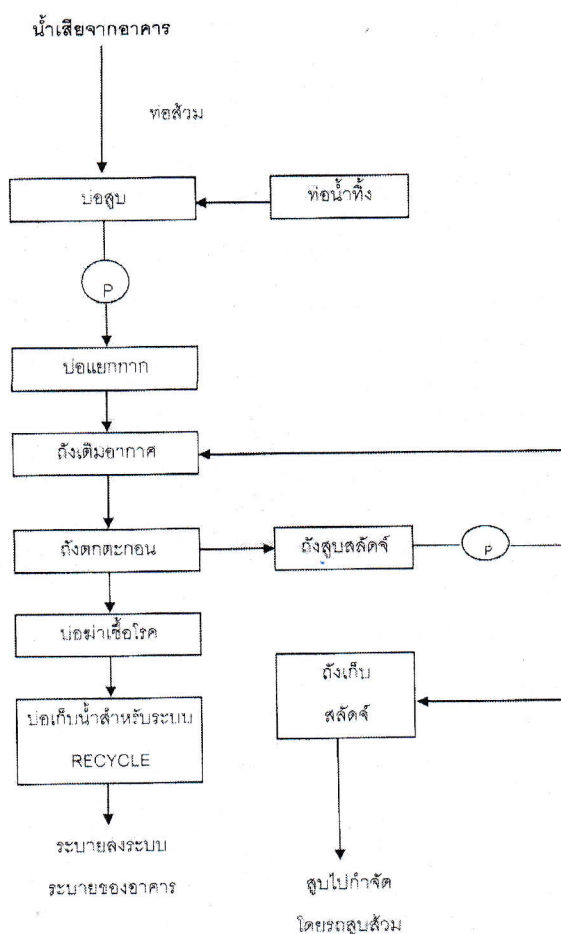 น้ำเสียจากอาคาร
ท่อส้วม
บ่อสูบ
ท่อน้ำทิ้ง
P
บ่อแยกกาก
ถังเติมอากาศ
ถังตกตะกอน
ถังสูบสลัดจ์
P
บ่อฆ่าเชื้อโรค
ถังเก็บ
สลัดจ์
บ่อเก็บน้ำสำหรับระบบ
RECYCLE
ระบายลงระบบ
ระบายของอาคาร
สูบไปกำจัด
โดยรถสูบส้วม